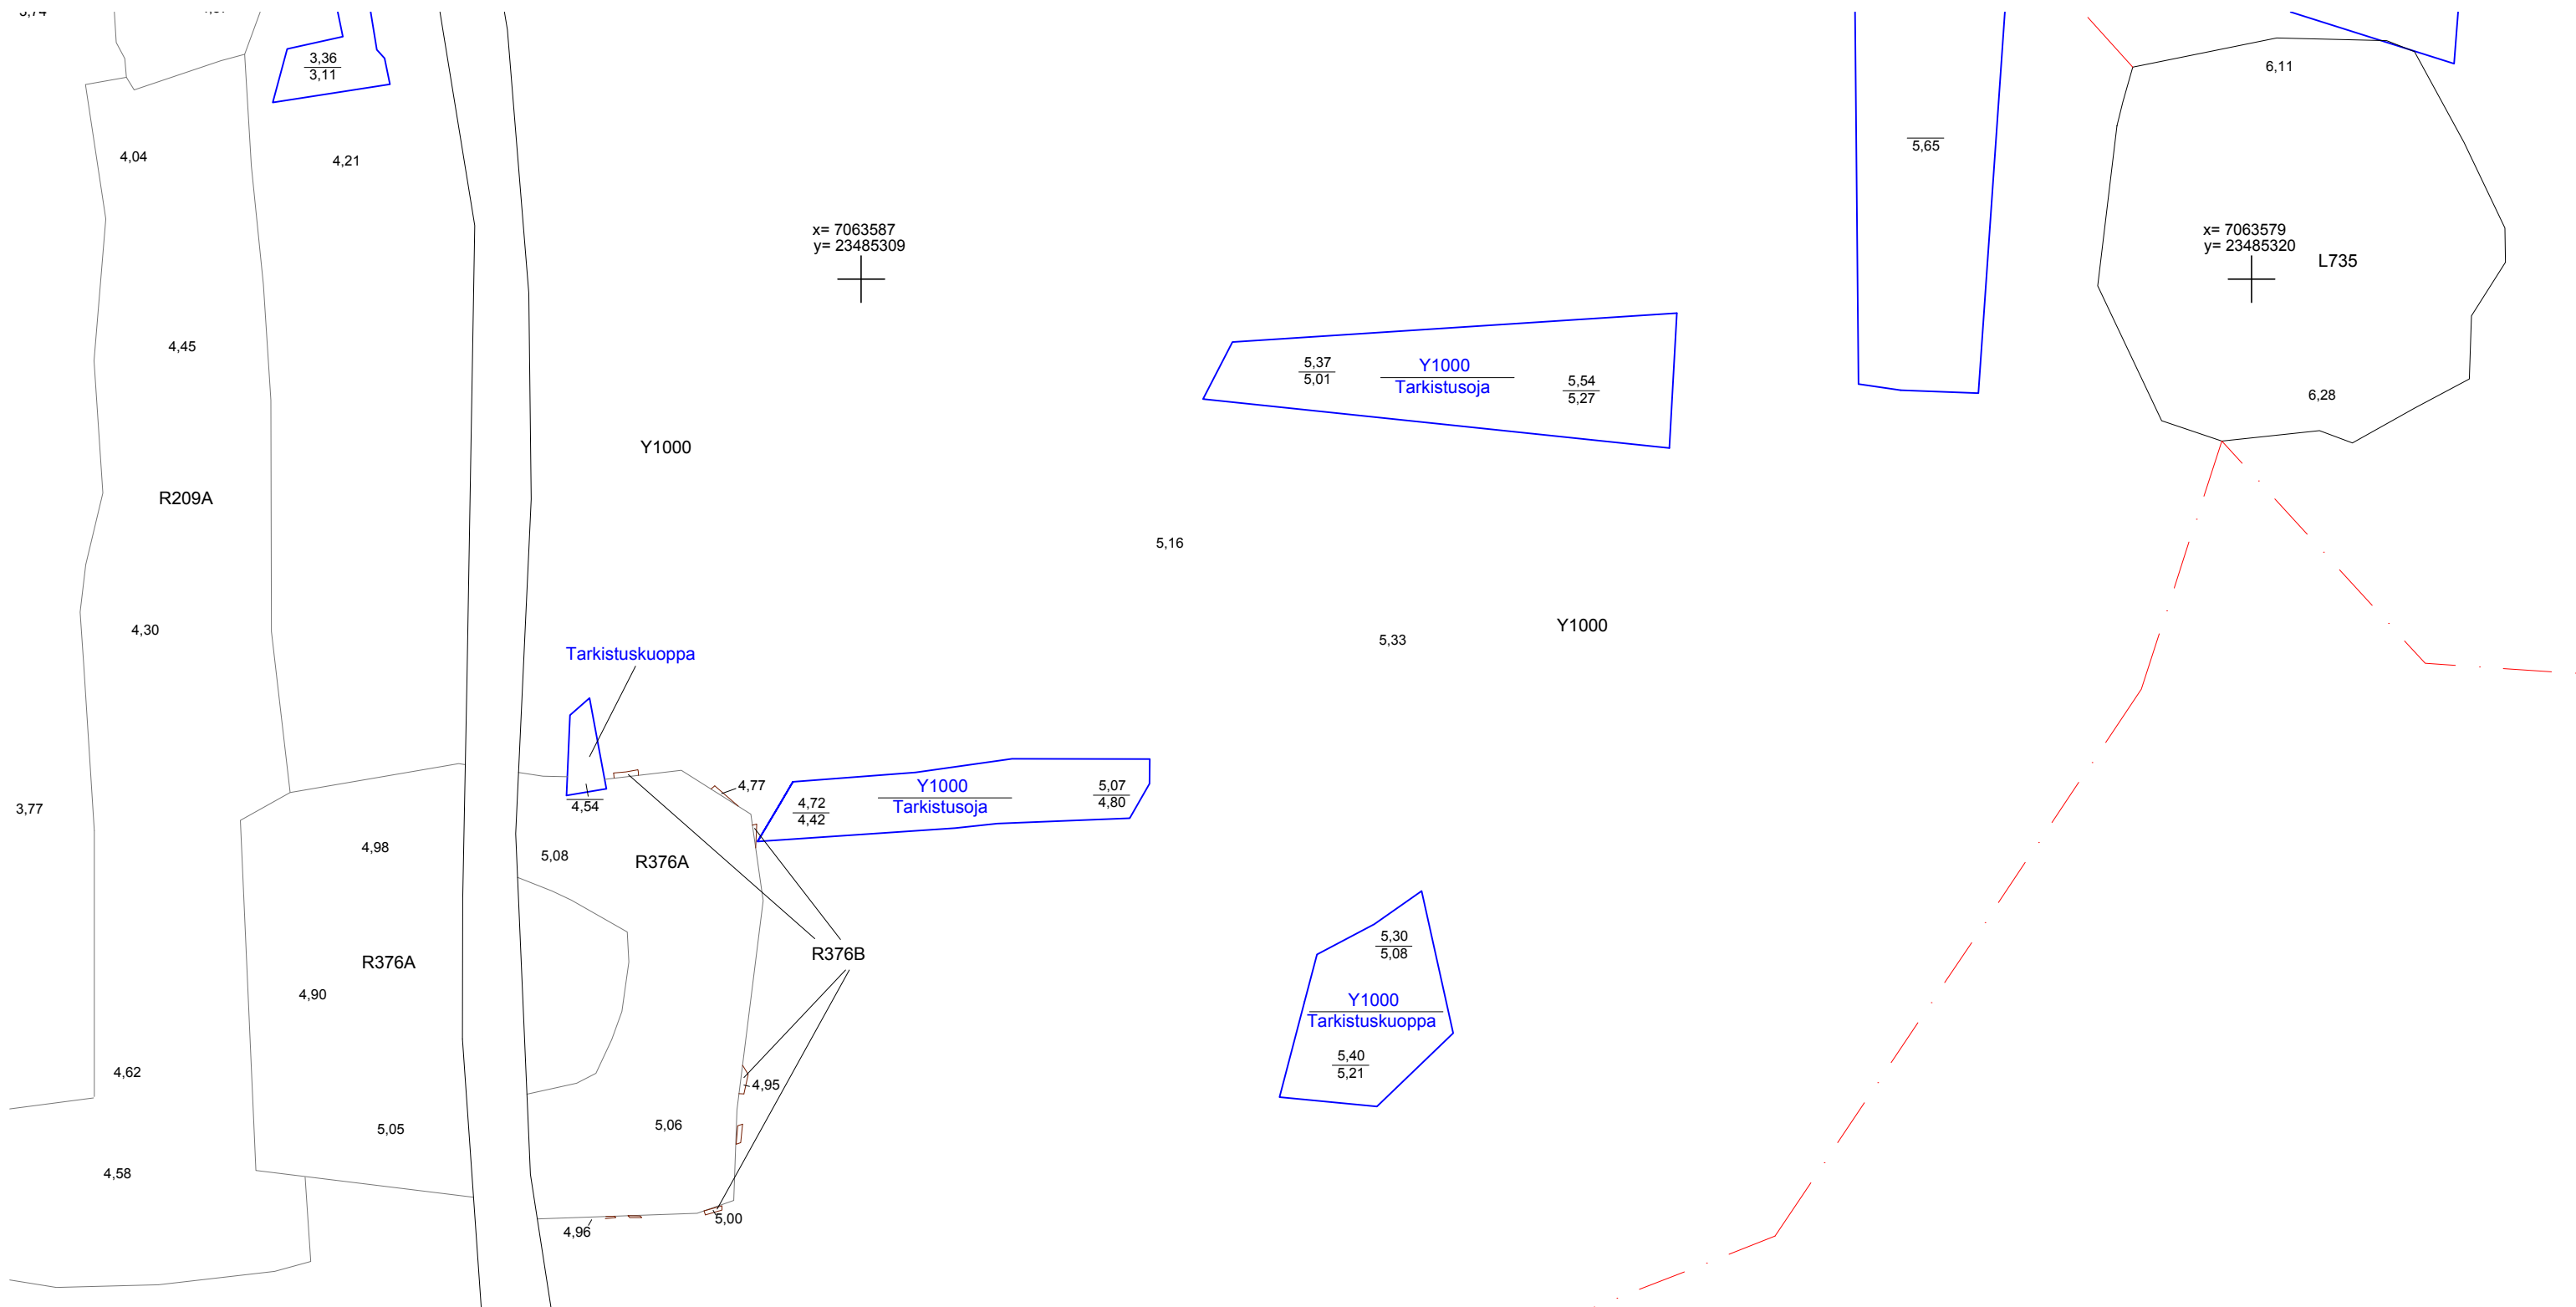 3,36
3,11
6,11
4,04
4,21
5,65
x= 7063587
y= 23485309
x= 7063579
y= 23485320
L735
4,45
5,37
5,01
Y1000
Tarkistusoja
5,54
5,27
6,28
Y1000
R209A
5,16
4,30
5,33
Y1000
Tarkistuskuoppa
4,77
4,54
3,77
4,72
4,42
Y1000
Tarkistusoja
5,07
4,80
4,98
5,08
R376A
R376B
R376A
4,90
5,30
5,08
Y1000
Tarkistuskuoppa
5,40
5,21
4,62
4,95
5,05
5,06
4,58
4,96
5,00